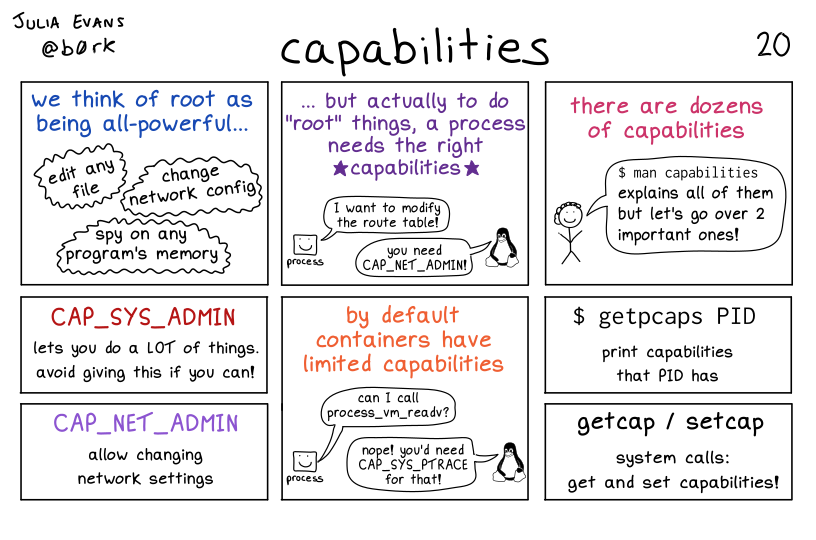 JULIA EVANS
@b0rk
capabilities
20
we think of root as
being all-powerful...
edit any
file
change
network config
spy on any
program's memory
... but actually to do
"root" things, a process
needs the right
★capabilities★
I want to modify
the route table!
process
you need
CAP_NET_ADMIN!
there are dozens
of capabilities
$ man capabilities
explains all of them
but let's go over 2
important ones!
CAP_SYS_ADMIN
lets you do a LOT of things.
avoid giving this if you can!
CAP_NET_ADMIN
allow changing
network settings
by default
containers have
limited capabilities
can I call
process_vm_readv?
process
nope! you'd need
CAP_SYS_PTRACE
for that!
$ getpcaps PID
print capabilities
that PID has
getcap / setcap
system calls:
get and set capabilities!